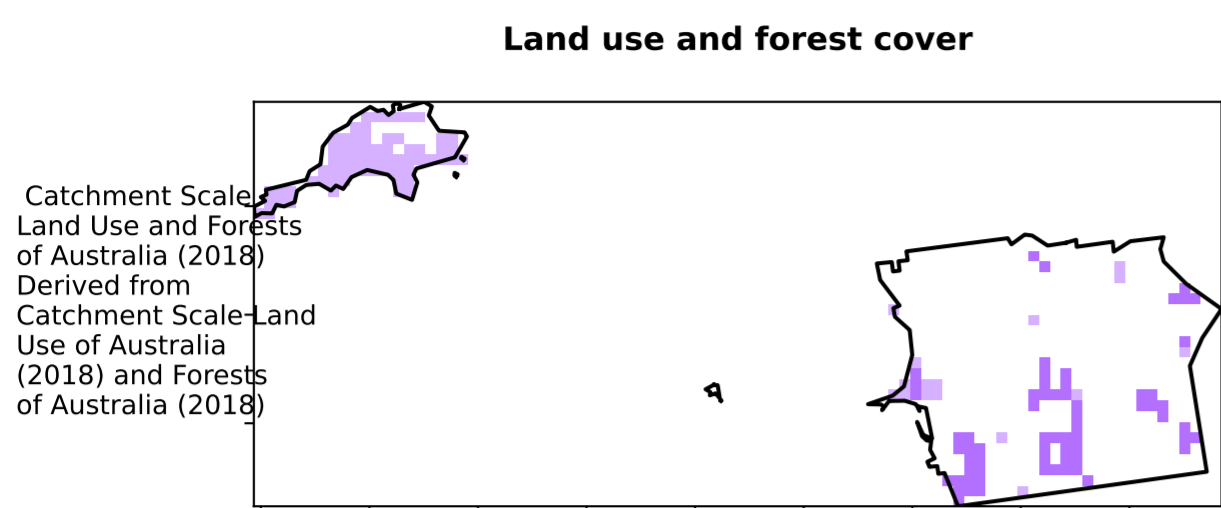 Land use and forest cover
Catchment Scale
Land Use and Forests
of Australia (2018)
Derived from
Catchment Scale Land
Use of Australia
(2018) and Forests
of Australia (2018)